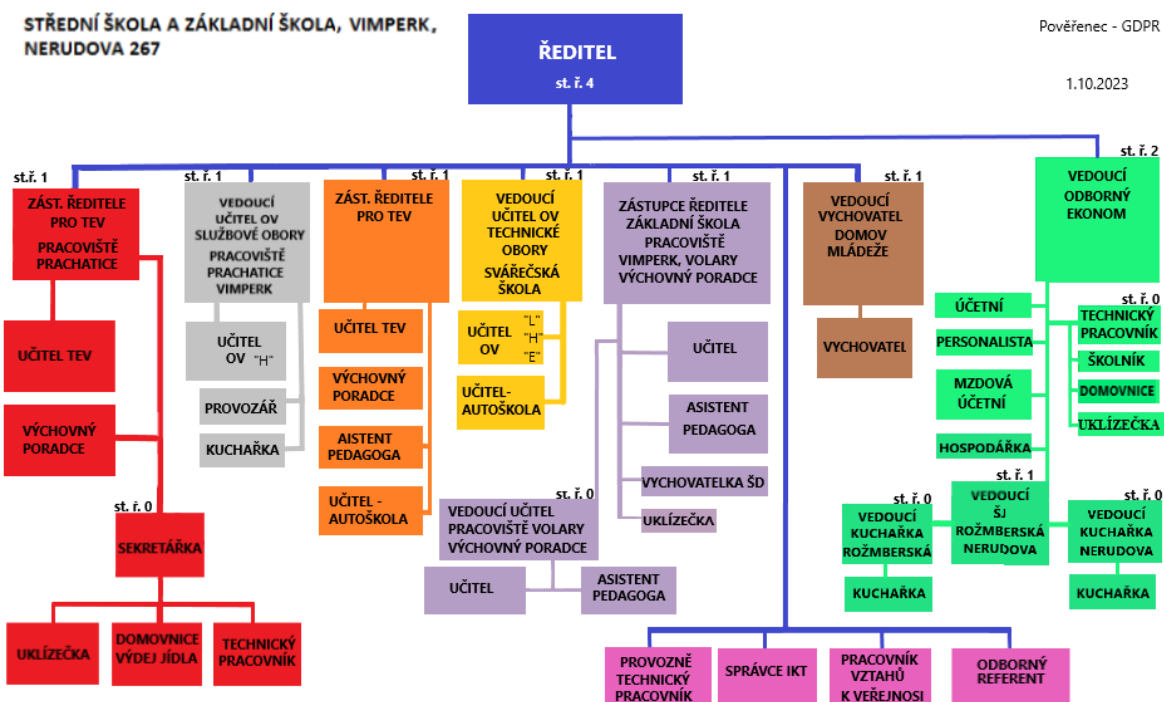 STŘEDNÍ ŠKOLA A ZÁKLADNÍ ŠKOLA, VIMPERK,
NERUDOVA 267
Pověřenec - GDPR
1.10.2023
ŘEDITEL
st. ř. 4
st.ř. 1
ZÁST. ŘEDITELE
PRO TEV
PRACOVIŠTĚ
PRACHATICE
UČITEL TEV
VÝCHOVNÝ
PORADCE
st. ř. 0
SEKRETÁŘKA
UKLÍZEČKA
DOMOVNICE
VÝDEJ JÍDLA
TECHNICKÝ
PRACOVNÍK
st. ř. 1
VEDOUCÍ
UČITEL OV
SLUŽBOVÉ OBORY
PRACOVIŠTĚ
PRACHATICE
VIMPERK
UČITEL
OV "H"
PROVOZÁŘ
KUCHAŘKA
st. ř. 1
ZÁST. ŘEDITELE
PRO TEV
UČITEL TEV
VÝCHOVNÝ
PORADCE
AISTENT
PEDAGOGA
UČITEL -
AUTOŠKOLA
st. ř. 1
VEDOUCÍ
UČITEL OV
TECHNICKÉ
OBORY
SVÁŘEČSKÁ
ŠKOLA
UČITEL
OV
"L"
"H"
"E"
UČITEL-
AUTOŠKOLA
st. ř. 1
ZÁSTUPCE ŘEDITELE
ZÁKLADNÍ ŠKOLA
PRACOVIŠTĚ
VIMPERK, VOLARY
VÝCHOVNÝ PORADCE
UČITEL
ASISTENT
PEDAGOGA
VYCHOVATELKA ŠD
UKLÍZEČKA
st. ř. 0
VEDOUCÍ UČITEL
PRACOVIŠTĚ VOLARY
VÝCHOVNÝ PORADCE
UČITEL
ASISTENT
PEDAGOGA
st. ř. 1
VEDOUCÍ
VYCHOVATEL
DOMOV
MLÁDEŽE
VYCHOVATEL
st. ř. 2
VEDOUCÍ
ODBORNÝ
EKONOM
ÚČETNÍ
PERSONALISTA
MZDOVÁ
ÚČETNÍ
HOSPODÁŘKA
st. ř. 0
TECHNICKÝ
PRACOVNÍK
ŠKOLNÍK
DOMOVNICE
UKLÍZEČKA
st. ř. 1
VEDOUCÍ
ŠJ
ROŽMBERSKÁ
NERUDOVA
st. ř. 0
VEDOUCÍ
KUCHAŘKA
ROŽMBERSKÁ
KUCHAŘKA
st. ř. 0
VEDOUCÍ
KUCHAŘKA
NERUDOVA
KUCHAŘKA
PROVOZNĚ
TECHNICKÝ
PRACOVNÍK
SPRÁVCE IKT
PRACOVNÍK
VZTAHŮ
K VEŘEJNOSI
ODBORNÝ
REFERENT